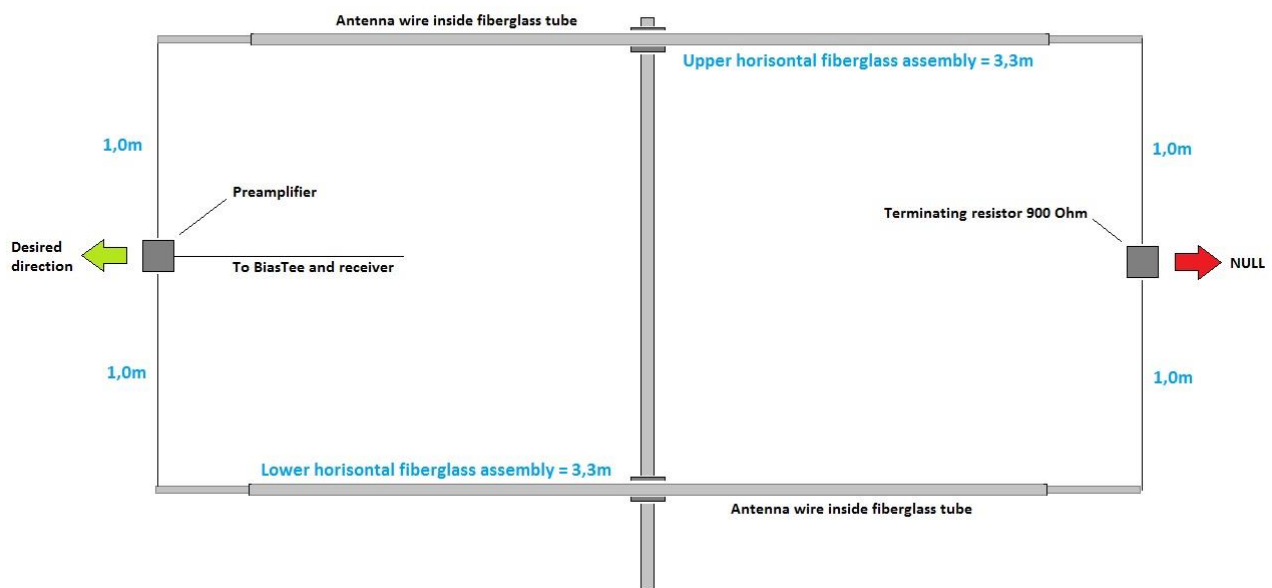 Antenna wire inside fiberglass tube
Upper horisontal fiberglass assembly = 3,3m
1,0m
1,0m
Preamplifier
Terminating resistor 900 Ohm
Desired
direction
To BiasTee and receiver
NULL
1,0m
1,0m
Lower horisontal fiberglass assembly = 3,3m
Antenna wire inside fiberglass tube